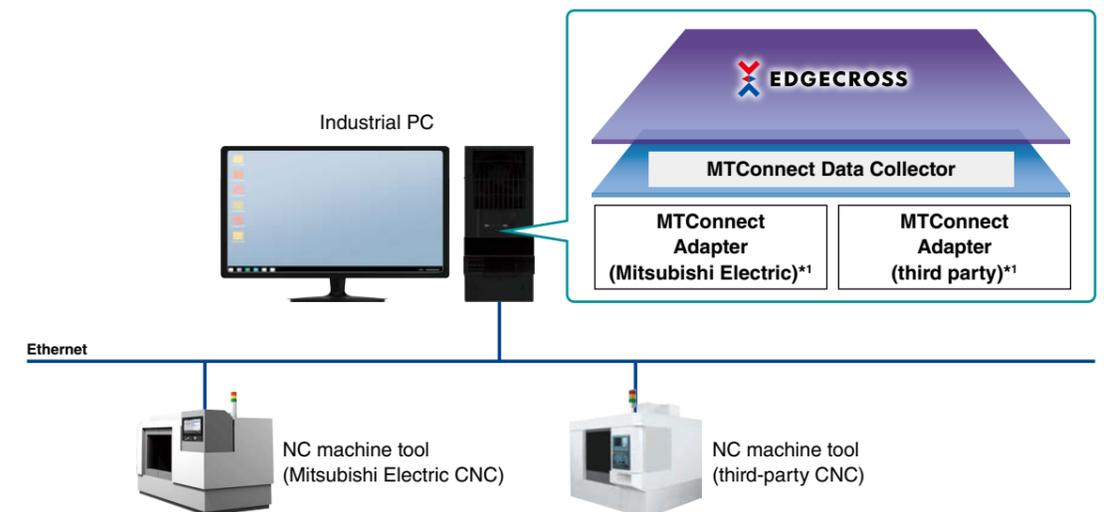 EDGECROSS
Industrial PC
MTConnect Data Collector
MTConnect
Adapter
(Mitsubishi Electric)*1
MTConnect
Adapter
(third party)*1
Ethernet
NC machine tool
(Mitsubishi Electric CNC)
NC machine tool
(third-party CNC)